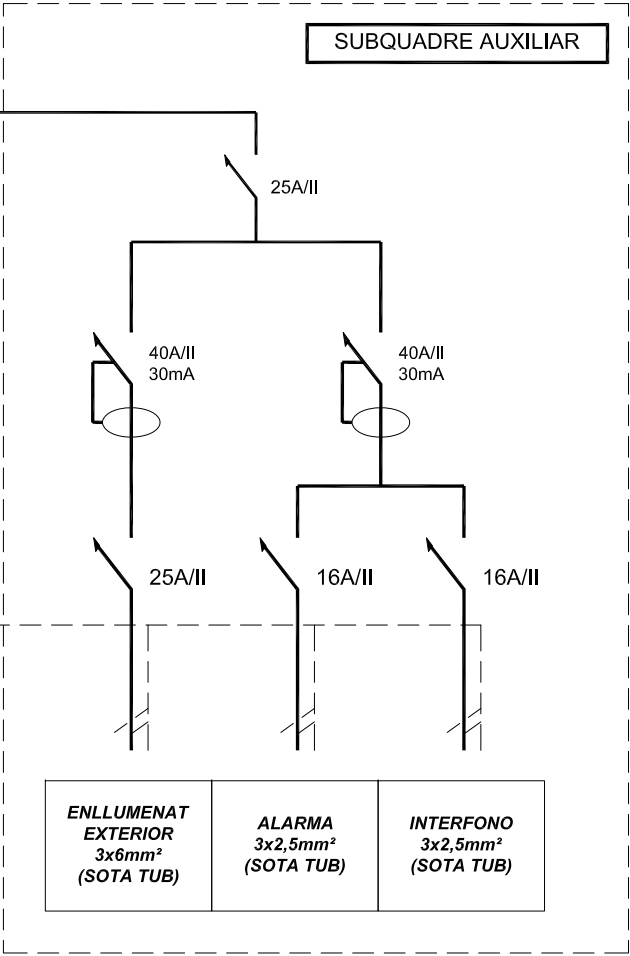 SUBQUADRE AUXILIAR
25A/II
40A/II
30mA
40A/II
30mA
25A/II
16A/II
16A/II
ENLLUMENAT
EXTERIOR
3x6mm²
(SOTA TUB)
ALARMA
3x2,5mm²
(SOTA TUB)
INTERFONO
3x2,5mm²
(SOTA TUB)